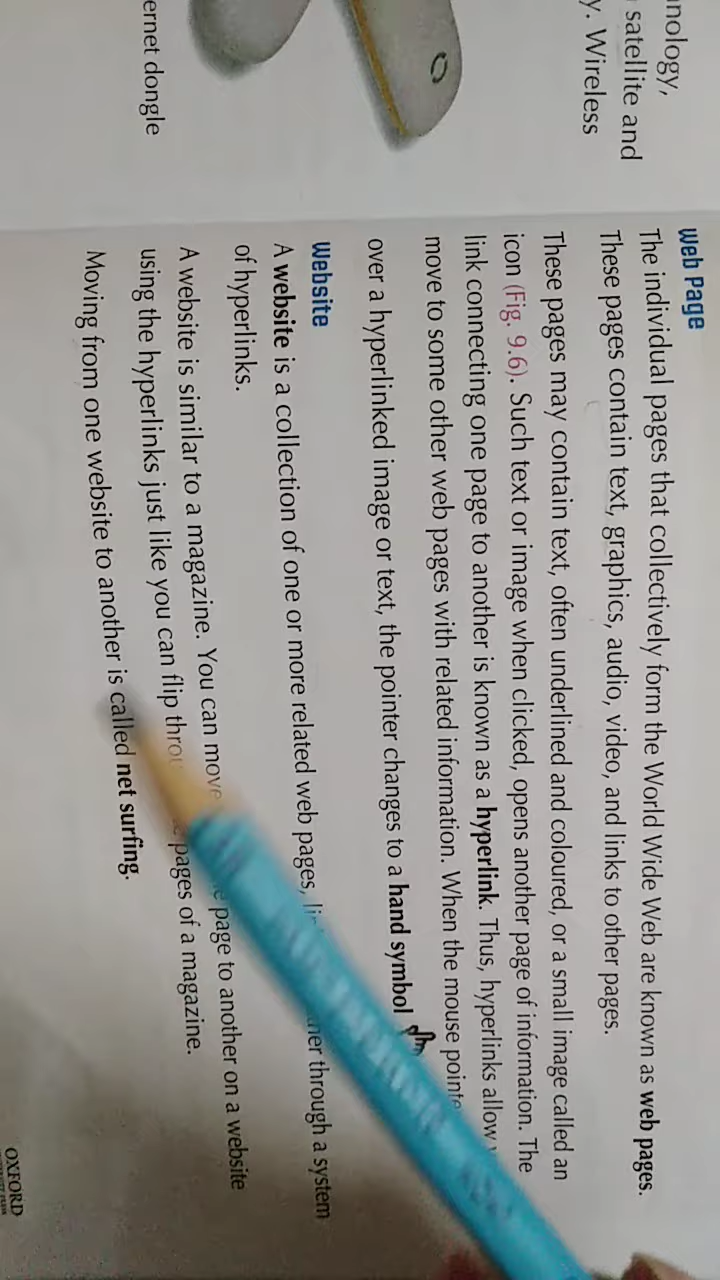 nology,
satellite and
y. Wireless
ernet dongle
Web Page
The individual pages that collectively form the World Wide Web are known as web pages.
These pages contain text, graphics, audio, video, and links to other pages.
These pages may contain text, often underlined and coloured, or a small image called an
icon (Fig. 9.6). Such text or image when clicked, opens another page of information. The
link connecting one page to another is known as a hyperlink. Thus, hyperlinks allow
move to some other web pages with related information. When the mouse pointe
over a hyperlinked image or text, the pointer changes to a hand symbol
Website
A website is a collection of one or more related web pages, through a system
of hyperlinks.
A website is similar to a magazine. You can move page to another on a website
using the hyperlinks just like you can flip pages of a magazine.
Moving from one website to another is called net surfing.
OXFORD